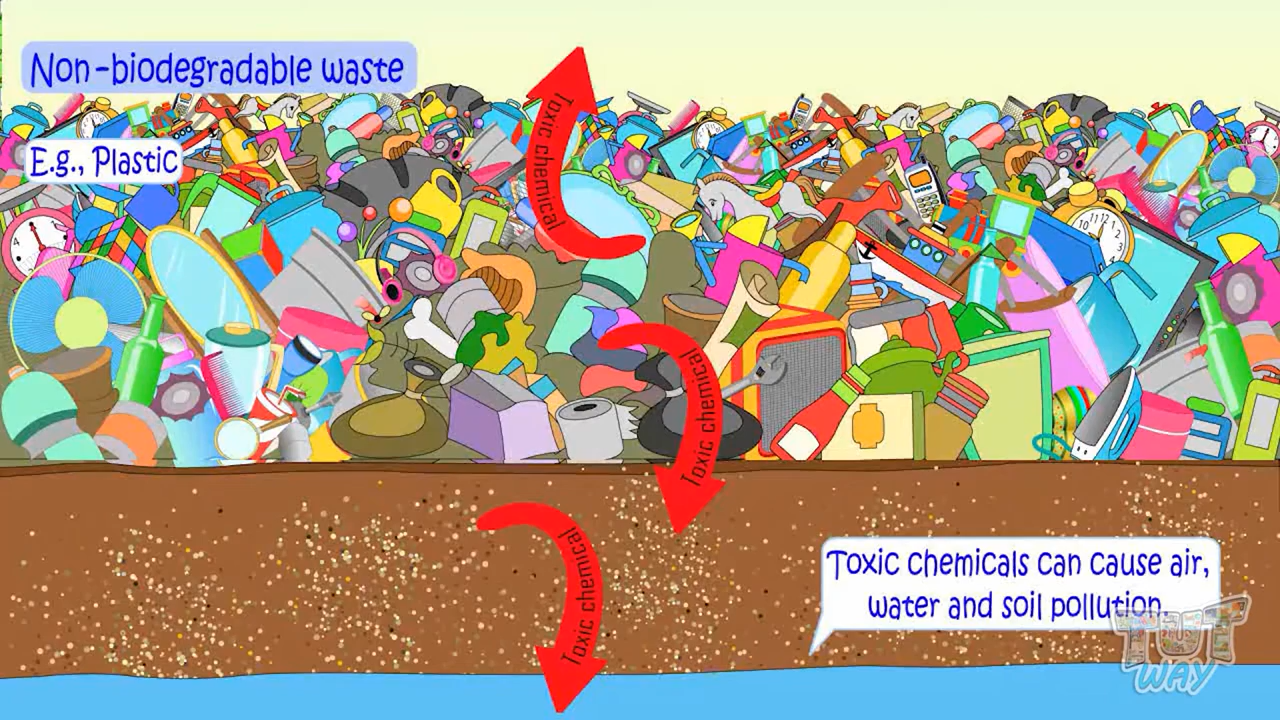 Non-biodegradable waste
E.g., Plastic
Toxic chemical
Toxic chemical
Toxic chemical
Toxic chemicals can cause air,
water and soil pollution.
TUT
WAY